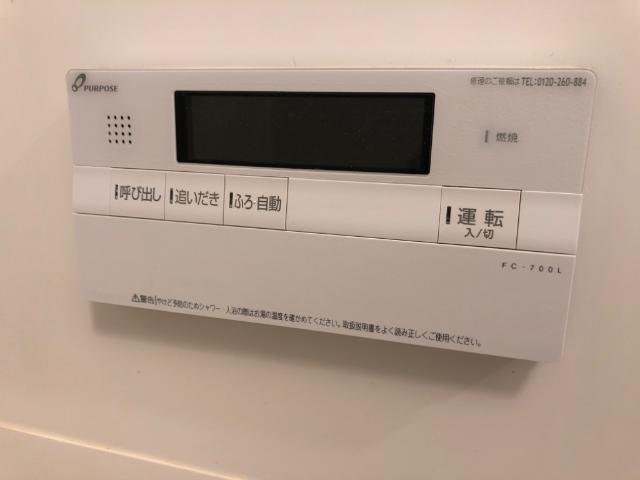 PURPOSE
修理のご依頼は TEL:0120-260-884
燃焼
呼び出し
追いだき
ふろ自動
運転
入/切
FC-700L
警告 やけど予防のためシャワー・入浴の際はお湯の温度を確かめてください。取扱説明書をよく読み正しくご使用ください。